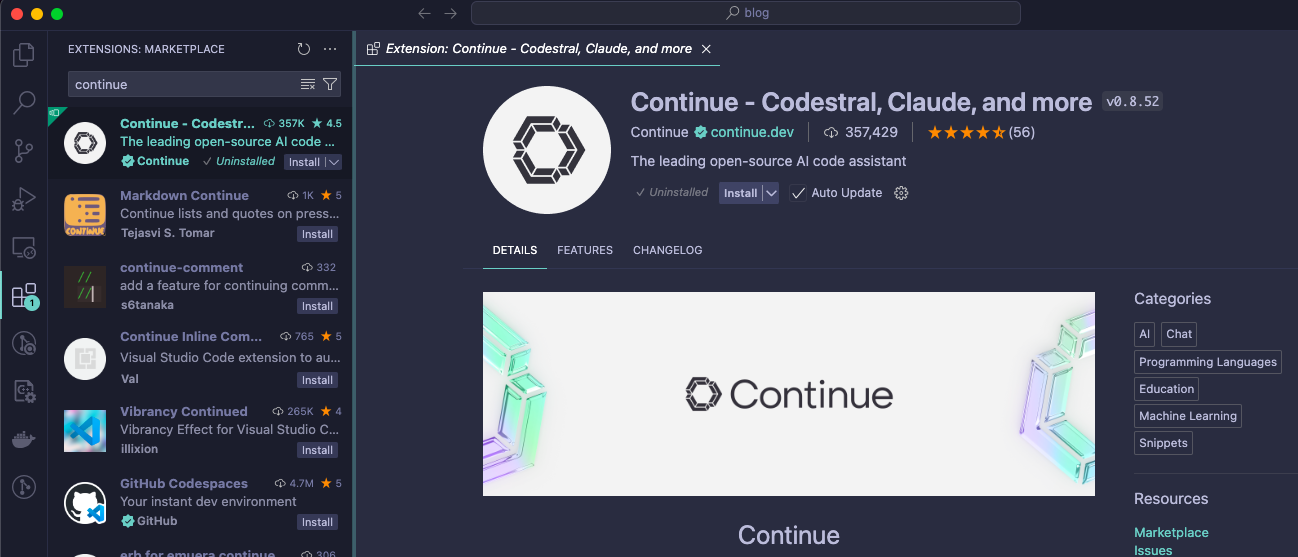 blog
EXTENSIONS: MARKETPLACE
continue
Continue - Codestr... 357K ★ 4.5
The leading open-source AI code ...
Continue ✓ Uninstalled Install
Markdown Continue 1K ★ 5
Continue lists and quotes on press...
Tejasvi S. Tomar Install
CONTINUE
continue-comment 332
add a feature for continuing comm...
s6tanaka Install
//
//
Continue Inline Com... 765 ★ 5
Visual Studio Code extension to au...
Val Install
Vibrancy Continued 265K ★ 4
Vibrancy Effect for Visual Studio C...
illixion Install
GitHub Codespaces 4.7M ★ 5
Your instant dev environment
GitHub Install
erb for emuera continue 306
1
Extension: Continue - Codestral, Claude, and more
Continue - Codestral, Claude, and more v0.8.52
Continue continue.dev 357,429 (56)
The leading open-source AI code assistant
✓ Uninstalled Install Auto Update
DETAILS FEATURES CHANGELOG
Continue
Continue
Categories
AI Chat
Programming Languages
Education
Machine Learning
Snippets
Resources
Marketplace
Issues